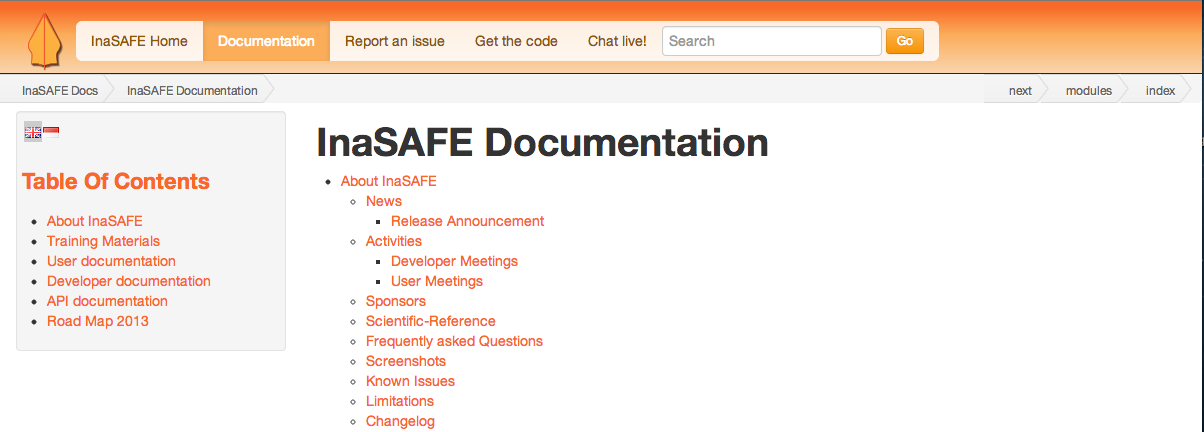 InaSAFE Home Documentation Report an issue Get the code Chat live! Search Go
InaSAFE Docs InaSAFE Documentation next modules index
Table Of Contents
About InaSAFE
Training Materials
User documentation
Developer documentation
API documentation
Road Map 2013
InaSAFE Documentation
About InaSAFE
News
Release Announcement
Activities
Developer Meetings
User Meetings
Sponsors
Scientific-Reference
Frequently asked Questions
Screenshots
Known Issues
Limitations
Changelog